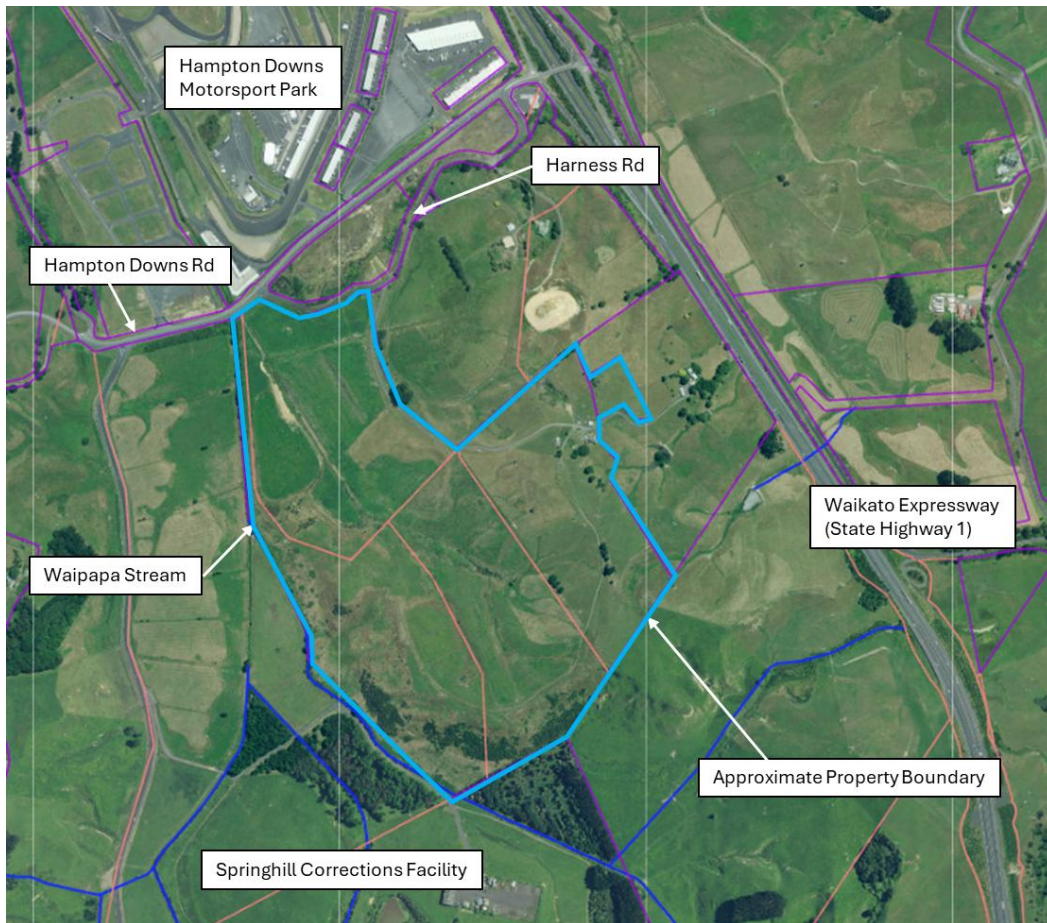 Hampton Downs
Motorsport Park
Harness Rd
Hampton Downs Rd
Waikato Expressway
(State Highway 1)
Waipapa Stream
Approximate Property Boundary
Springhill Corrections Facility